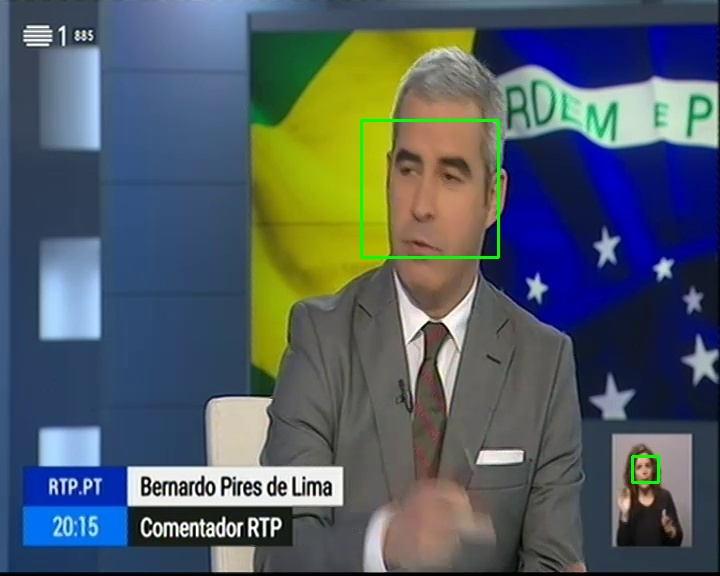 1 885
RDEM E P
RTP.PT
Bernardo Pires de Lima
20:15
Comentador RTP